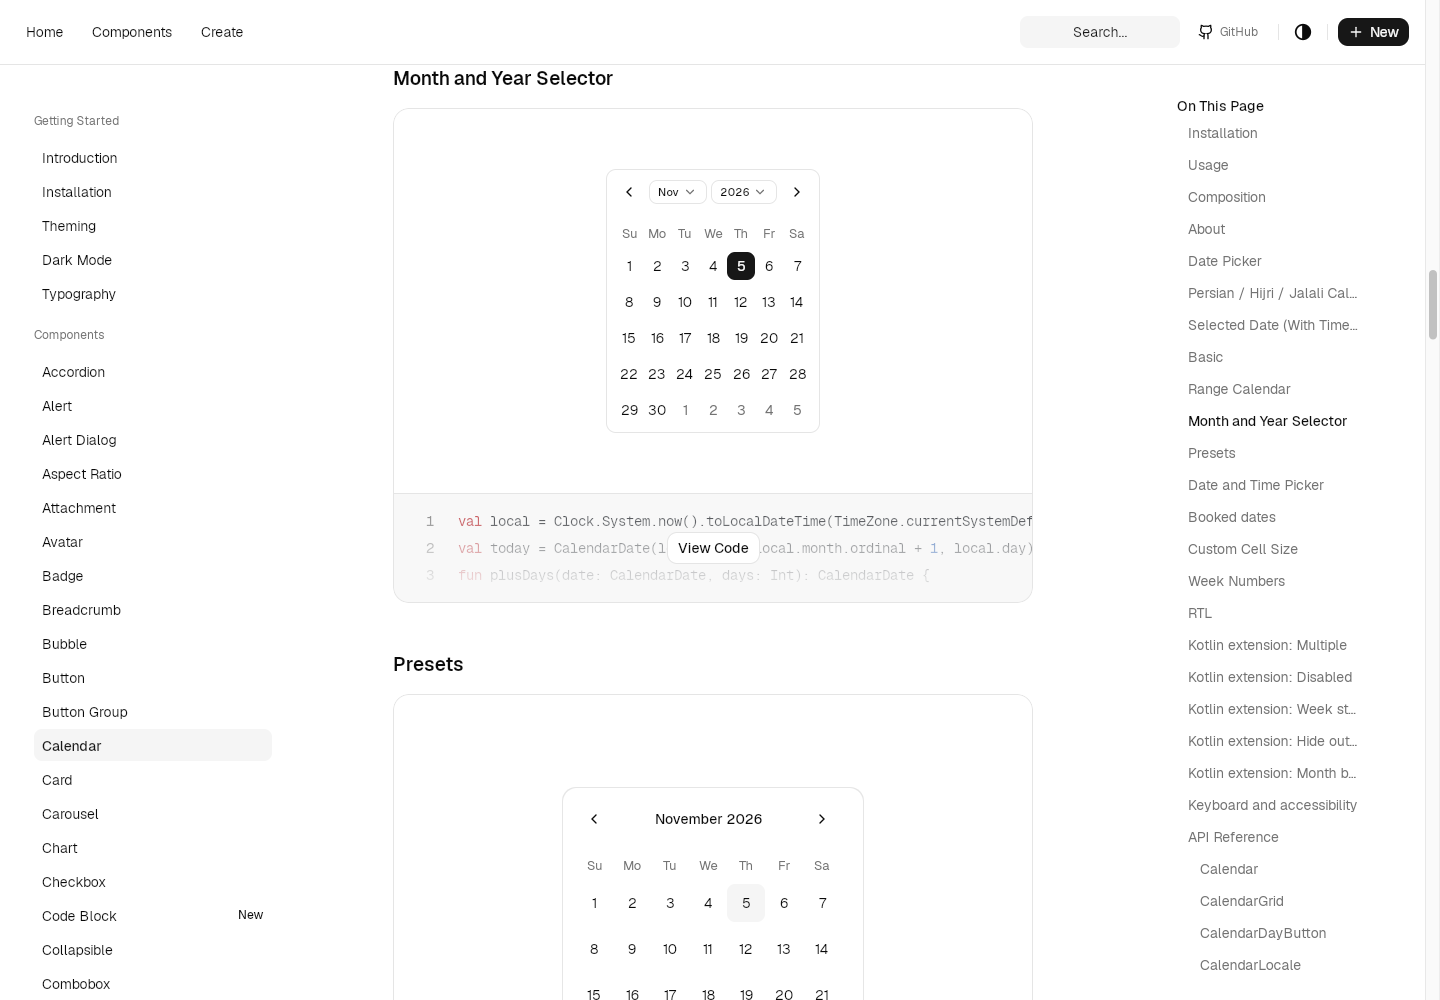 Home Components Create Search... GitHub New
Getting Started
Introduction
Installation
Theming
Dark Mode
Typography
Components
Accordion
Alert
Alert Dialog
Aspect Ratio
Attachment
Avatar
Badge
Breadcrumb
Bubble
Button
Button Group
Calendar
Card
Carousel
Chart
Checkbox
Code Block New
Collapsible
Combobox
Month and Year Selector
Nov 2026
Su Mo Tu We Th Fr Sa
1 2 3 4 5 6 7
8 9 10 11 12 13 14
15 16 17 18 19 20 21
22 23 24 25 26 27 28
29 30 1 2 3 4 5
1 val local = Clock.System.now().toLocalDateTime(TimeZone.currentSystemDef
2 val today = CalendarDate(l ocal.month.ordinal + 1, local.day)
View Code
3 fun plusDays(date: CalendarDate, days: Int): CalendarDate {
Presets
November 2026
Su Mo Tu We Th Fr Sa
1 2 3 4 5 6 7
8 9 10 11 12 13 14
15 16 17 18 19 20 21
On This Page
Installation
Usage
Composition
About
Date Picker
Persian / Hijri / Jalali Cal...
Selected Date (With Time...
Basic
Range Calendar
Month and Year Selector
Presets
Date and Time Picker
Booked dates
Custom Cell Size
Week Numbers
RTL
Kotlin extension: Multiple
Kotlin extension: Disabled
Kotlin extension: Week st...
Kotlin extension: Hide out...
Kotlin extension: Month b...
Keyboard and accessibility
API Reference
Calendar
CalendarGrid
CalendarDayButton
CalendarLocale